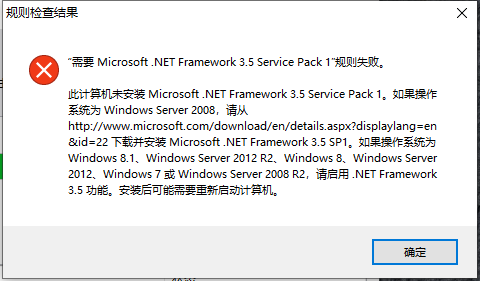 规则检查结果
“需要 Microsoft .NET Framework 3.5 Service Pack 1”规则失败。
此计算机未安装 Microsoft .NET Framework 3.5 Service Pack 1。如果操作
系统为 Windows Server 2008，请从
http://www.microsoft.com/download/en/details.aspx?displaylang=en
&id=22 下载并安装 Microsoft .NET Framework 3.5 SP1。如果操作系统为
Windows 8.1、Windows Server 2012 R2、Windows 8、Windows Server
2012、Windows 7 或 Windows Server 2008 R2，请启用 .NET Framework
3.5 功能。安装后可能需要重新启动计算机。
确定